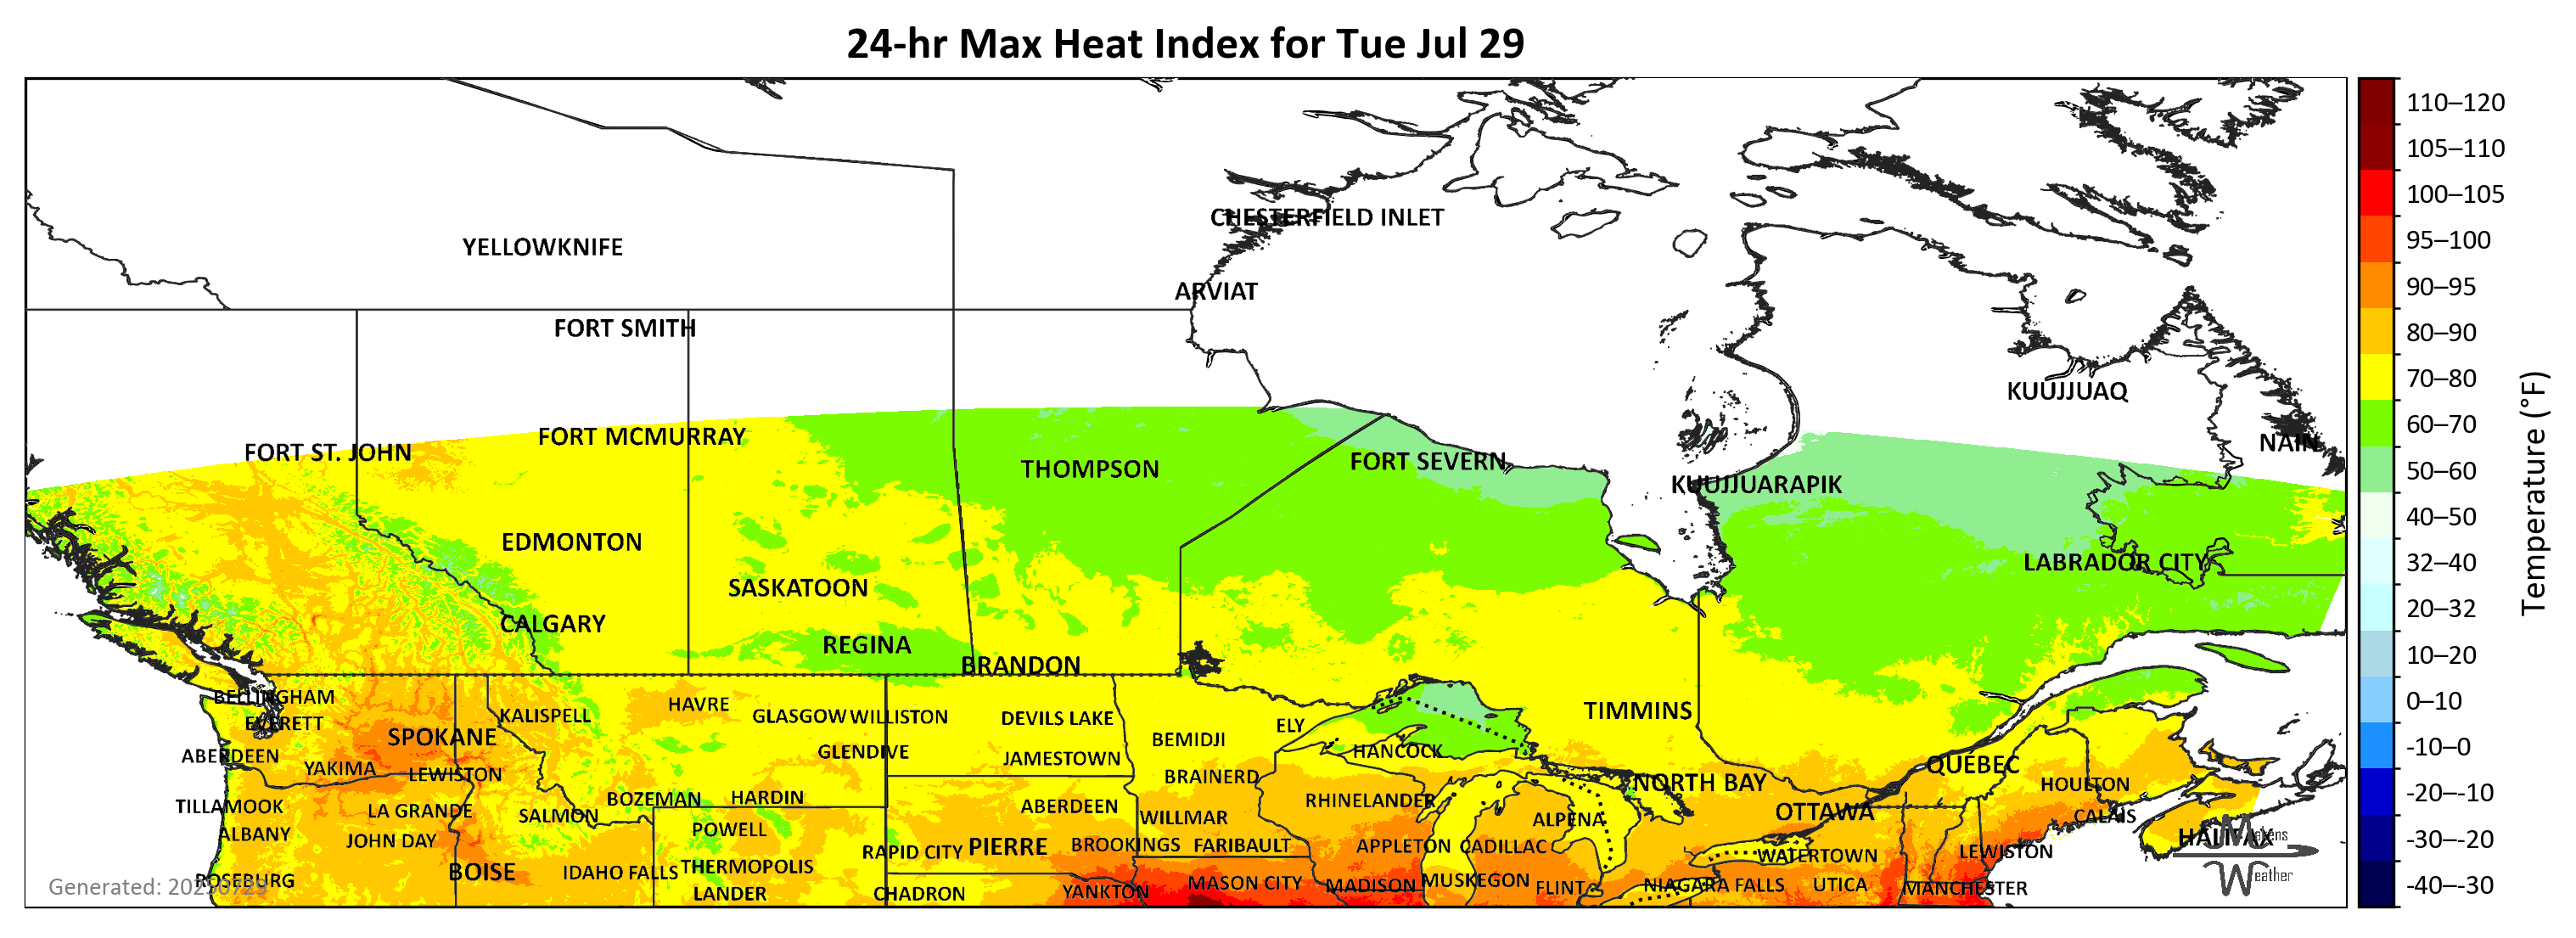 24-hr Max Heat Index for Tue Jul 29
CHESTERFIELD INLET
YELLOWKNIFE
ARVIAT
FORT SMITH
KUUJJUAQ
FORT MCMURRAY
NAIN
FORT ST. JOHN
FORT SEVERN
THOMPSON
KUUJJUARAPIK
EDMONTON
LABRADOR CITY
SASKATOON
CALGARY
REGINA
BRANDON
BELLINGHAM
HAVRE
TIMMINS
KALISPELL
GLASGOW
WILLISTON
DEVILS LAKE
EVERETT
ELY
SPOKANE
BEMIDJI
HANCOCK
GLENDIVE
ABERDEEN
JAMESTOWN
QUEBEC
YAKIMA
LEWISTON
BRAINERD
NORTH BAY
HOULTON
BOZEMAN
HARDIN
RHINELANDER
TILLAMOOK
LA GRANDE
ABERDEEN
OTTAWA
SALMON
WILLMAR
ALPENA
CALAIS
ALBANY
POWELL
HALIFAX
JOHN DAY
PIERRE
BROOKINGS
FARIBAULT
APPLETON
CADILLAC
RAPID CITY
WATERTOWN
LEWISTON
BOISE
IDAHO FALLS
THERMOPOLIS
ROSEBURG
MASON CITY
MADISON
MUSKEGON
FLINT
NIAGARA FALLS
UTICA
MANCHESTER
LANDER
CHADRON
YANKTON
Generated: 20250729
Makens
Weather
110–120
105–110
100–105
95–100
90–95
80–90
70–80
60–70
50–60
40–50
32–40
20–32
10–20
0–10
-10–0
-20–-10
-30–-20
-40–-30
Temperature (°F)